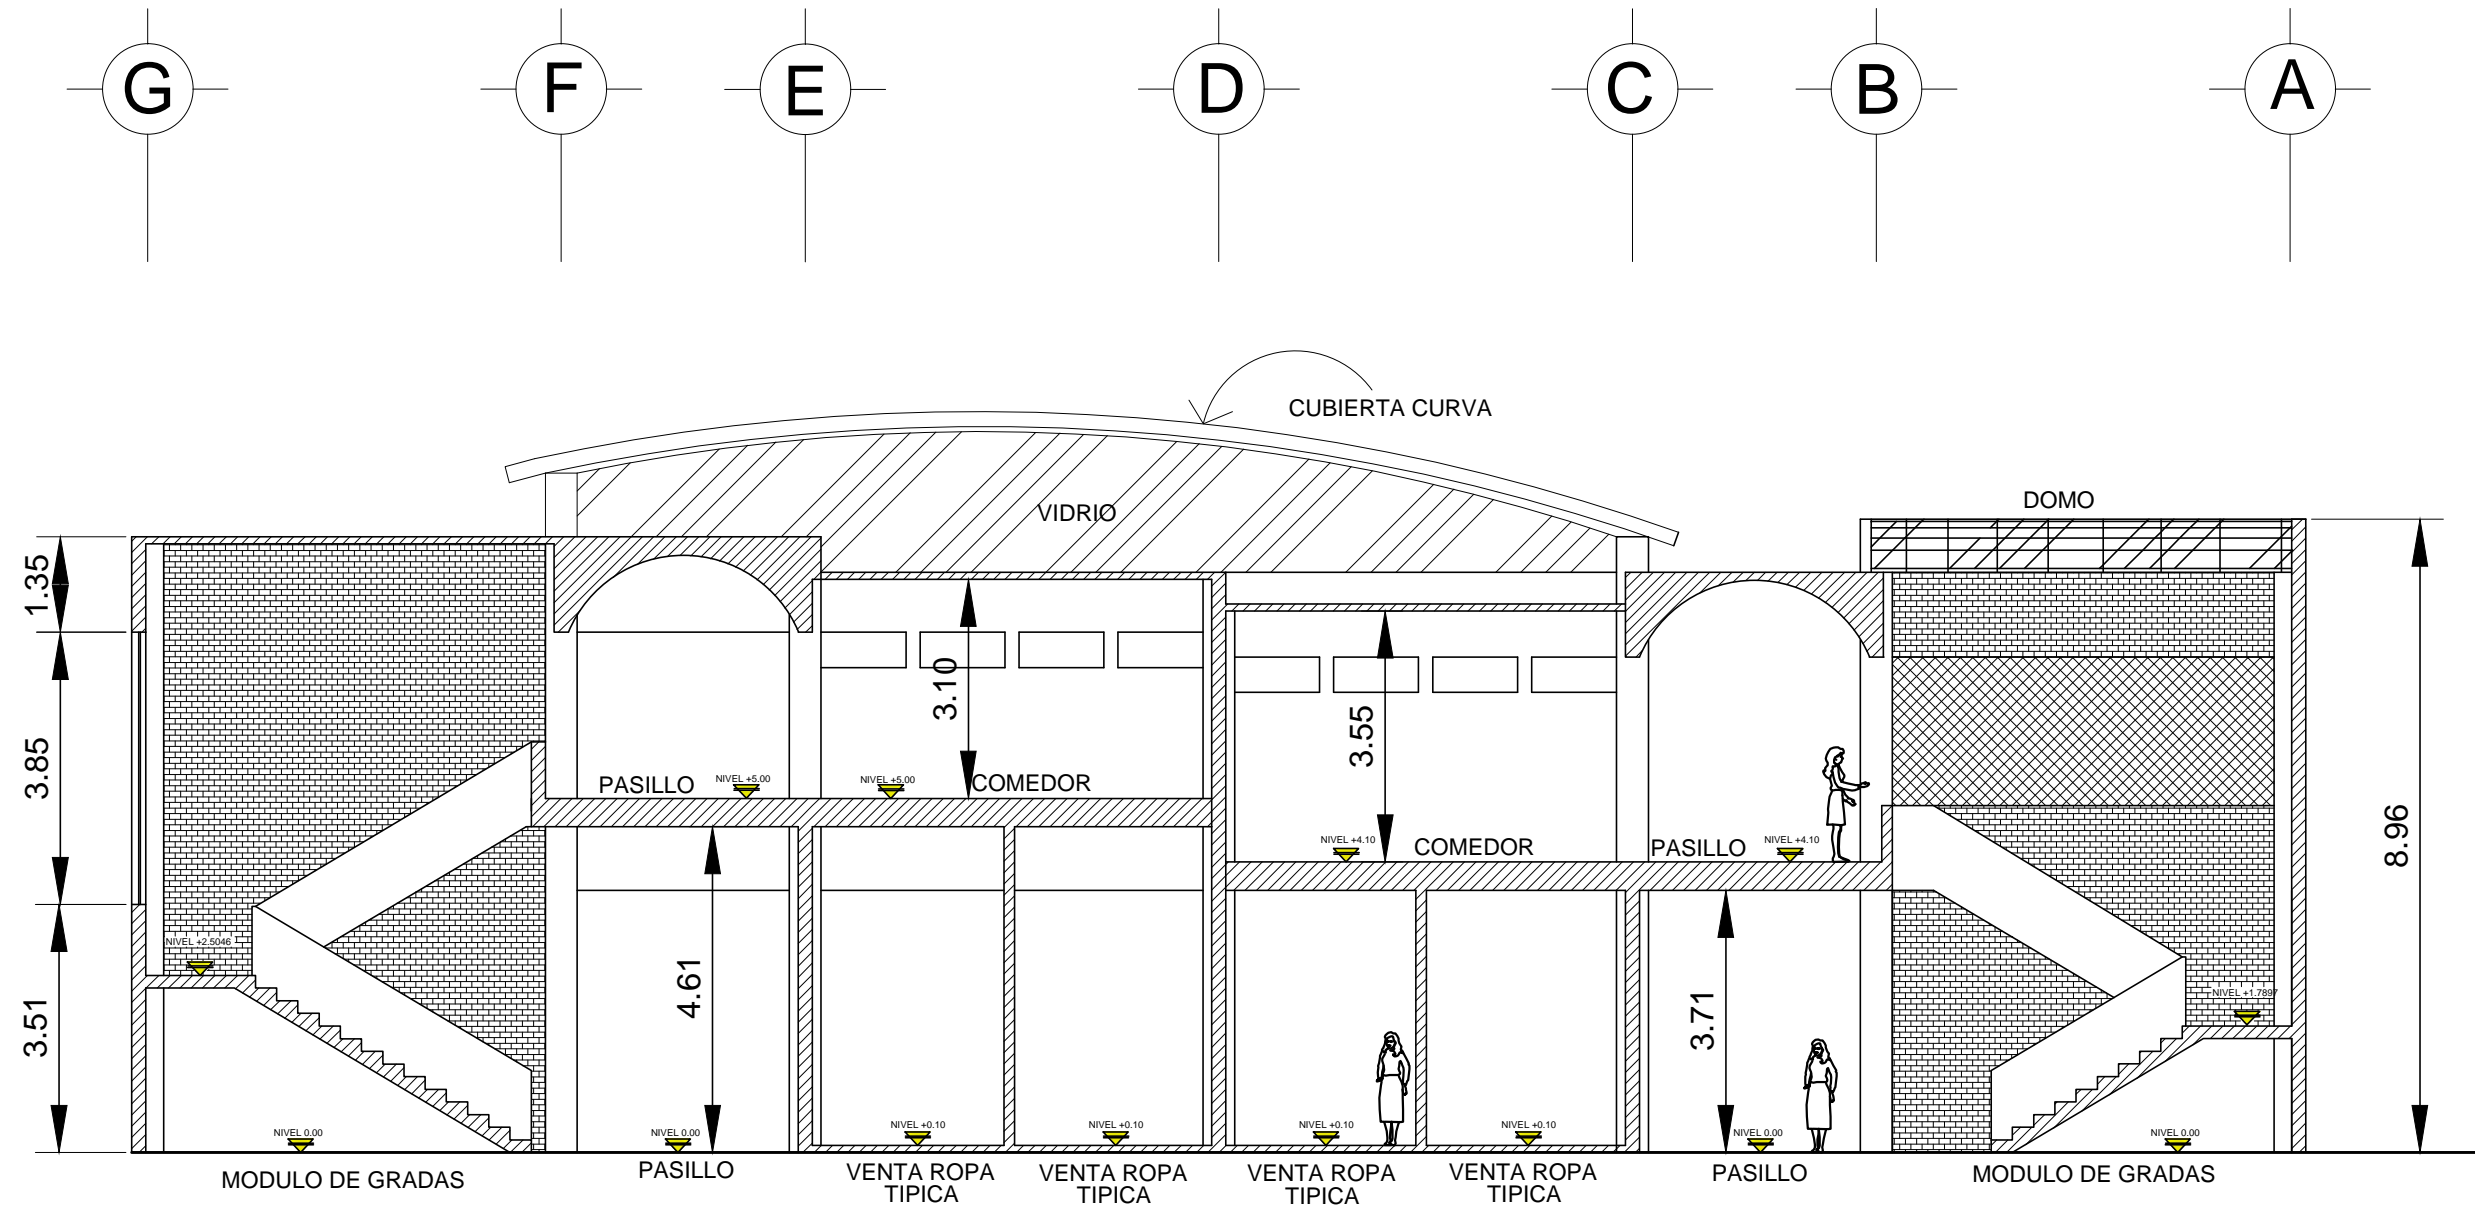 G F E D C B A
CUBIERTA CURVA
VIDRIO
DOMO
1.35
3.85
3.51
3.10
3.55
8.96
4.61
3.71
PASILLO
NIVEL +5.00
NIVEL +5.00
COMEDOR
NIVEL +4.10
COMEDOR
PASILLO
NIVEL +4.10
NIVEL +2.5046
NIVEL +1.7897
NIVEL 0.00
NIVEL 0.00
NIVEL +0.10
NIVEL +0.10
NIVEL +0.10
NIVEL +0.10
NIVEL 0.00
NIVEL 0.00
MODULO DE GRADAS
PASILLO
VENTA ROPA
TIPICA
VENTA ROPA
TIPICA
VENTA ROPA
TIPICA
VENTA ROPA
TIPICA
PASILLO
MODULO DE GRADAS